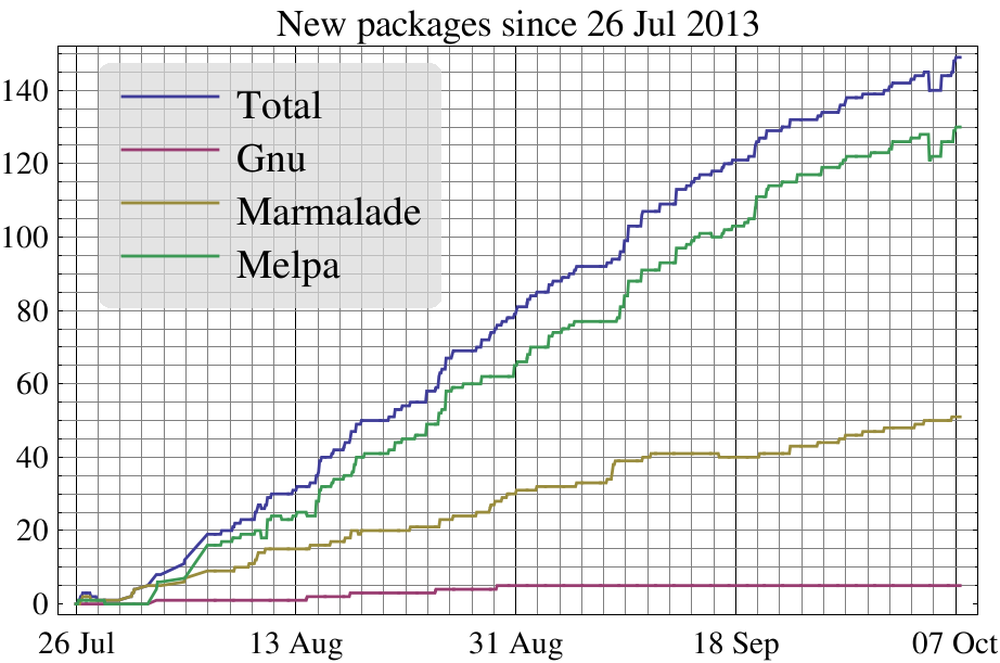 New packages since 26 Jul 2013
140
120
100
80
60
40
20
0
Total
Gnu
Marmalade
Melpa
26 Jul
13 Aug
31 Aug
18 Sep
07 Oct